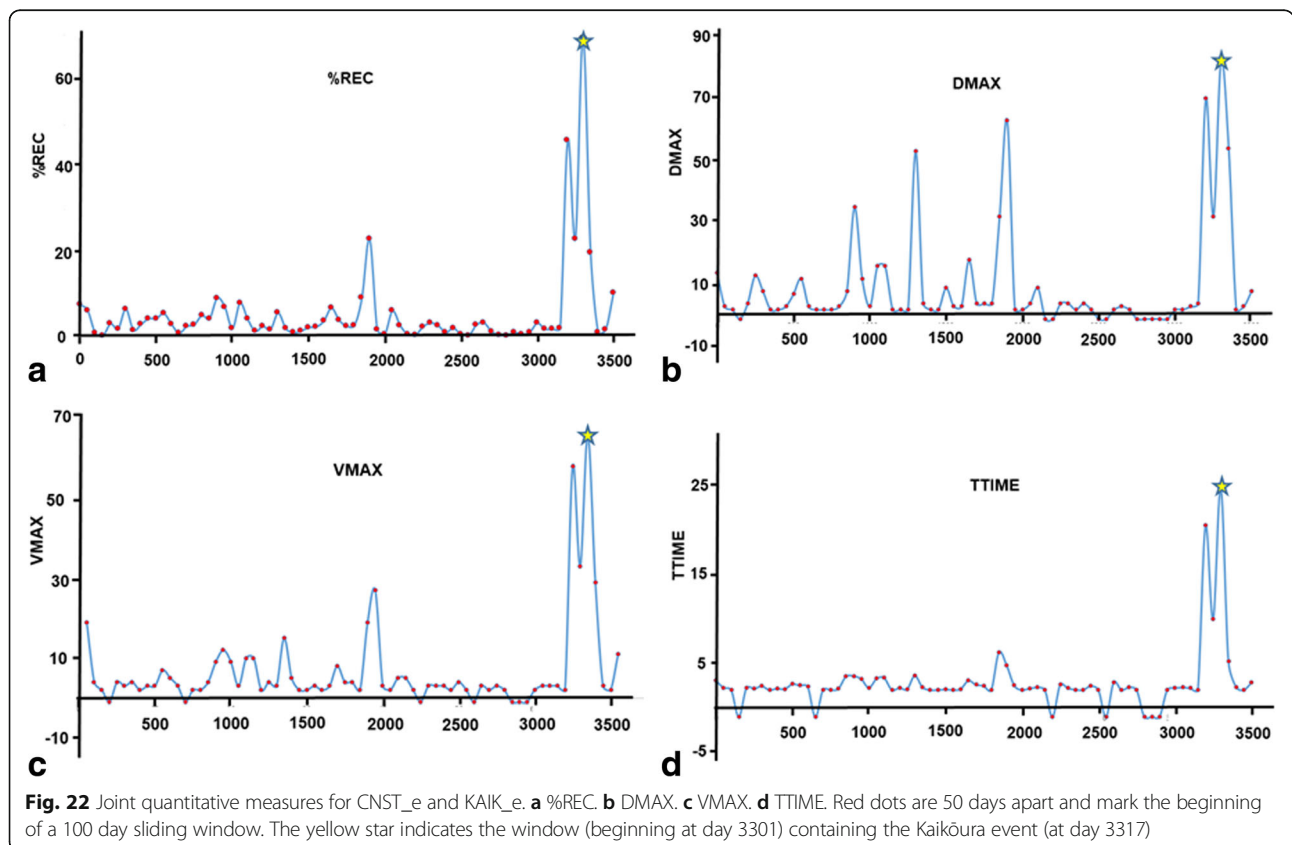 %REC
60
40
20
0
%REC
0 500 1000 1500 2000 2500 3000 3500
a
DMAX
90
70
50
30
10
-10
DMAX
500 1000 1500 2000 2500 3000 3500
b
VMAX
70
50
30
10
-10
VMAX
500 1000 1500 2000 2500 3000 3500
c
TTIME
25
15
5
-5
TTIME
500 1000 1500 2000 2500 3000 3500
d
Fig. 22 Joint quantitative measures for CNST_e and KAIK_e. a %REC. b DMAX. c VMAX. d TTIME. Red dots are 50 days apart and mark the beginning
of a 100 day sliding window. The yellow star indicates the window (beginning at day 3301) containing the Kaikōura event (at day 3317)